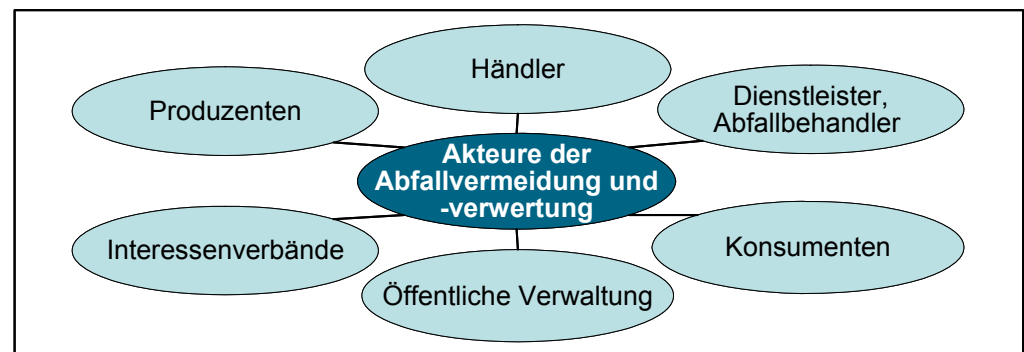 Händler
Produzenten
Dienstleister,
Abfallbehandler
Akteure der
Abfallvermeidung und
-verwertung
Interessenverbände
Konsumenten
Öffentliche Verwaltung